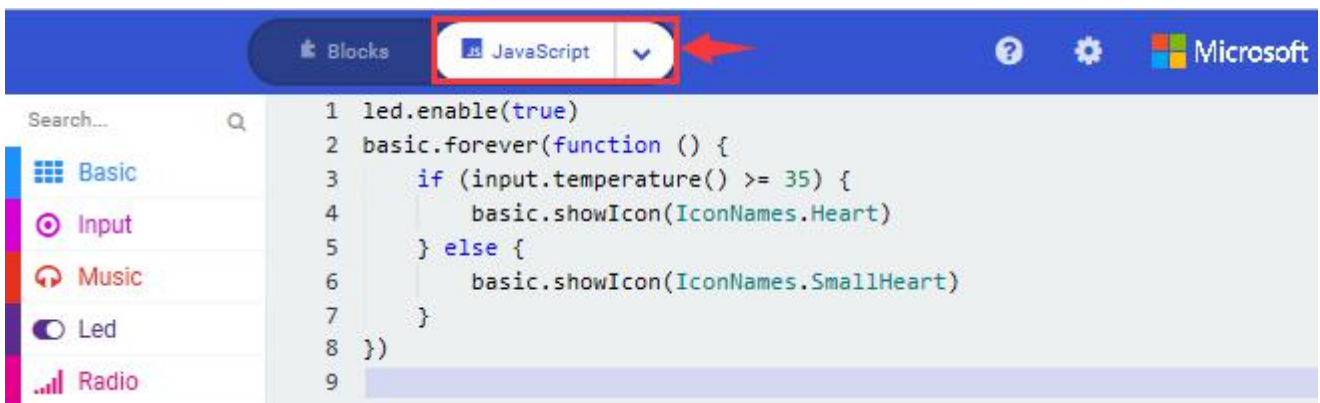 Blocks
JS JavaScript
Microsoft
Search...
Basic
Input
Music
Led
Radio
1 led.enable(true)
2 basic.forever(function () {
3     if (input.temperature() >= 35) {
4         basic.showIcon(IconNames.Heart)
5     } else {
6         basic.showIcon(IconNames.SmallHeart)
7     }
8 })
9